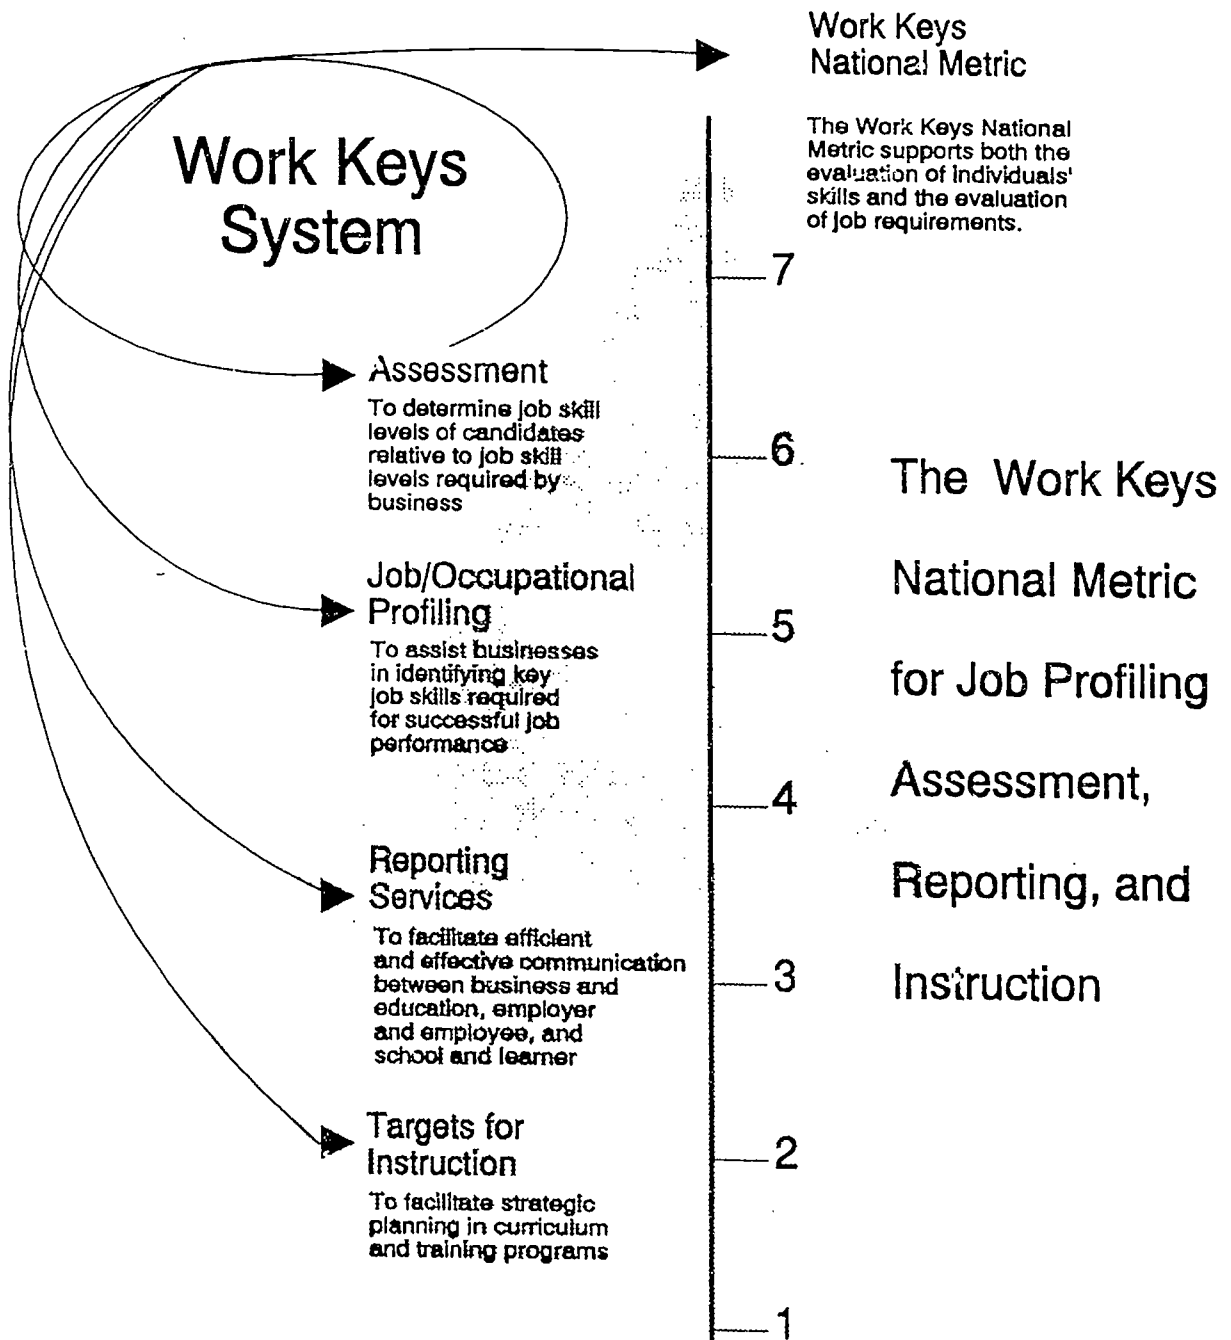 Work Keys
National Metric
The Work Keys National
Metric supports both the
evaluation of individuals'
skills and the evaluation
of job requirements.
Work Keys
System
Assessment
To determine job skill
levels of candidates
relative to job skill
levels required by
business
Job/Occupational
Profiling
To assist businesses
in identifying key
job skills required
for successful job
performance
Reporting
Services
To facilitate efficient
and effective communication
between business and
education, employer
and employee, and
school and learner
Targets for
Instruction
To facilitate strategic
planning in curriculum
and training programs
7
6
5
4
3
2
1
The Work Keys
National Metric
for Job Profiling
Assessment,
Reporting, and
Instruction